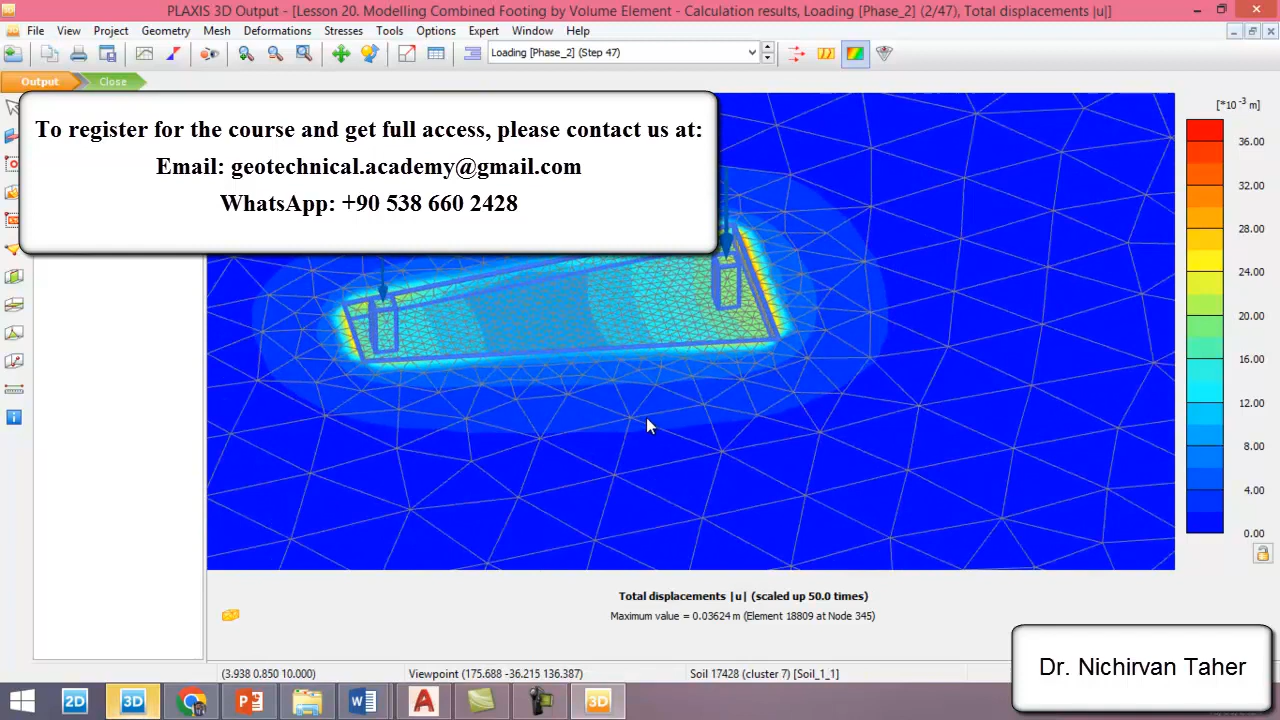 PLAXIS 3D Output - [Lesson 20. Modelling Combined Footing by Volume Element - Calculation results, Loading [Phase_2] (2/47), Total displacements |u|]
File View Project Geometry Mesh Deformations Stresses Tools Options Expert Window Help
Loading [Phase_2] (Step 47)
Output Close
To register for the course and get full access, please contact us at:
Email: geotechnical.academy@gmail.com
WhatsApp: +90 538 660 2428
[*10 -3 m]
36.00
32.00
28.00
24.00
20.00
16.00
12.00
8.00
4.00
0.00
Total displacements |u| (scaled up 50.0 times)
Maximum value = 0.03624 m (Element 18809 at Node 345)
Dr. Nichirvan Taher
(3.938 0.850 10.000) Viewpoint (175.688 -36.215 136.387) Soil 17428 (cluster 7) [Soil_1_1]
2D 3D P W A 3D